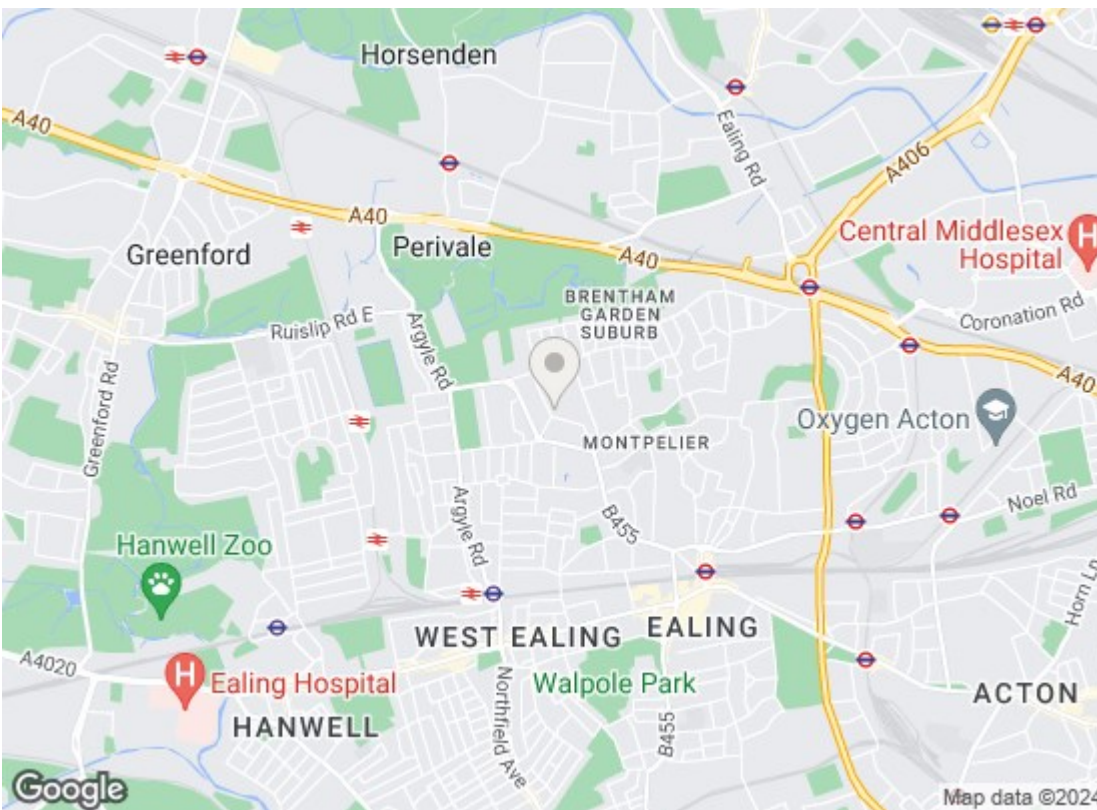 Horsenden
A40
Ealing Rd
A406
A40
Central Middlesex
Hospital
H
Greenford
Perivale
A40
BRENTHAM
GARDEN
SUBURB
Coronation Rd
Ruislip Rd E
Argyle Rd
A40
Greenford Rd
Oxygen Acton
MONTPELIER
Argyle Rd
B455
Noel Rd
Hanwell Zoo
Horn Ln
WEST EALING
EALING
A4020
H
Ealing Hospital
Walpole Park
ACTON
HANWELL
Northfield Ave
B455
Google
Map data ©2024